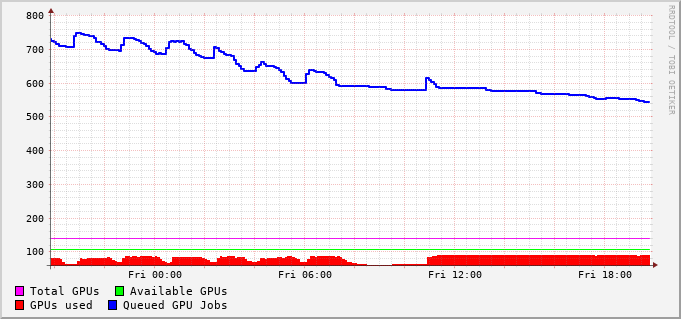 800
700
600
500
400
300
200
100
Fri 00:00 Fri 06:00 Fri 12:00 Fri 18:00
Total GPUs Available GPUs
GPUs used Queued GPU Jobs
RRDTOOL / TOBI OETIKER